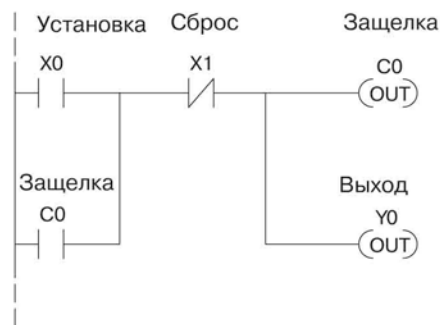 Установка Сброс Защелка
X0 X1 C0
OUT
Защелка Выход
C0 Y0
OUT